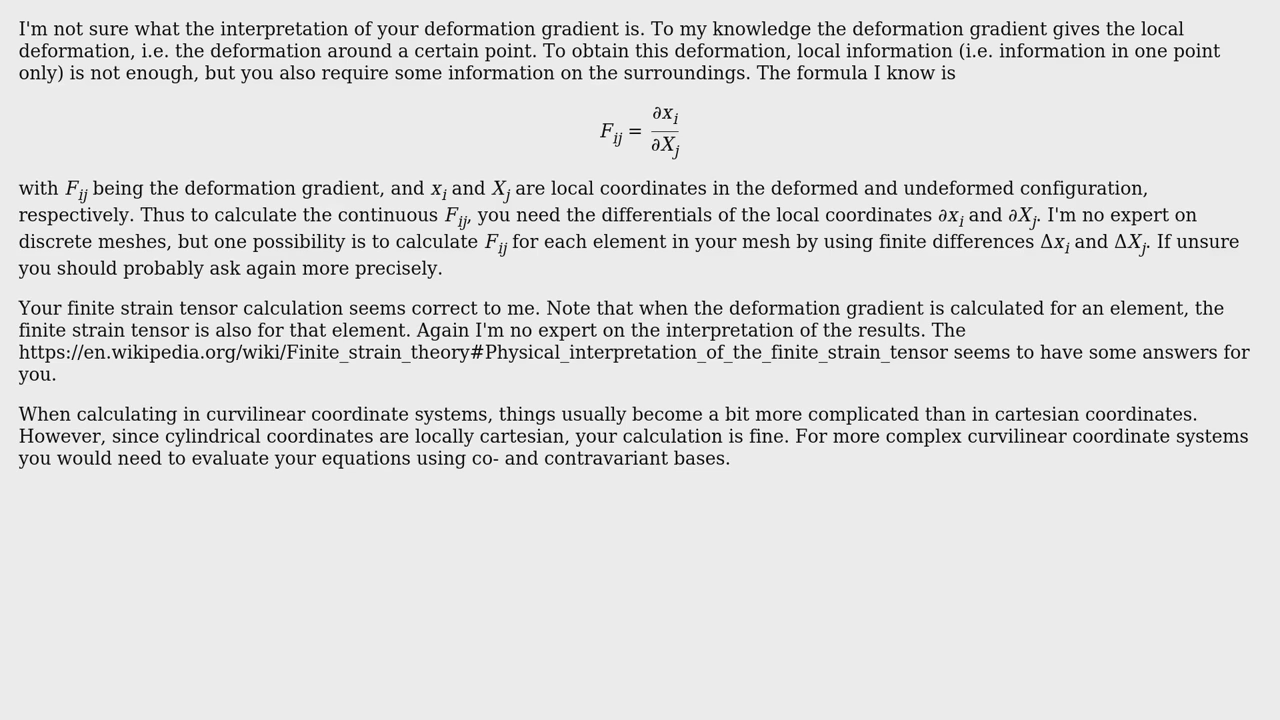 I'm not sure what the interpretation of your deformation gradient is. To my knowledge the deformation gradient gives the local
deformation, i.e. the deformation around a certain point. To obtain this deformation, local information (i.e. information in one point
only) is not enough, but you also require some information on the surroundings. The formula I know is
F_ij = ∂x_i / ∂X_j
with F_ij being the deformation gradient, and x_i and X_j are local coordinates in the deformed and undeformed configuration,
respectively. Thus to calculate the continuous F_ij, you need the differentials of the local coordinates ∂x_i and ∂X_j. I'm no expert on
discrete meshes, but one possibility is to calculate F_ij for each element in your mesh by using finite differences Δx_i and ΔX_j. If unsure
you should probably ask again more precisely.
Your finite strain tensor calculation seems correct to me. Note that when the deformation gradient is calculated for an element, the
finite strain tensor is also for that element. Again I'm no expert on the interpretation of the results. The
https://en.wikipedia.org/wiki/Finite_strain_theory#Physical_interpretation_of_the_finite_strain_tensor seems to have some answers for
you.
When calculating in curvilinear coordinate systems, things usually become a bit more complicated than in cartesian coordinates.
However, since cylindrical coordinates are locally cartesian, your calculation is fine. For more complex curvilinear coordinate systems
you would need to evaluate your equations using co- and contravariant bases.